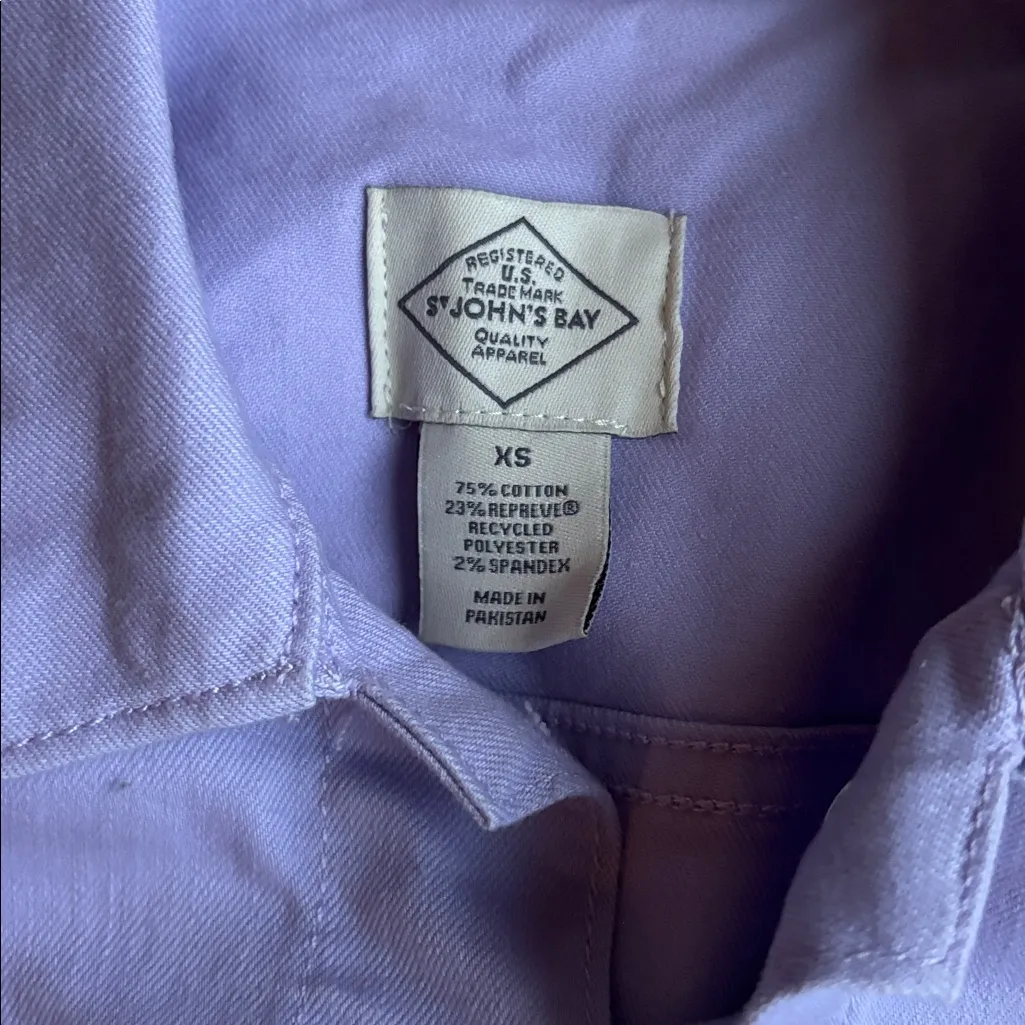 REGISTERED
U.S.
TRADE MARK
ST JOHN'S BAY
QUALITY
APPAREL
XS
75% COTTON
23% REPREVE®
RECYCLED
POLYESTER
2% SPANDEX
MADE IN
PAKISTAN